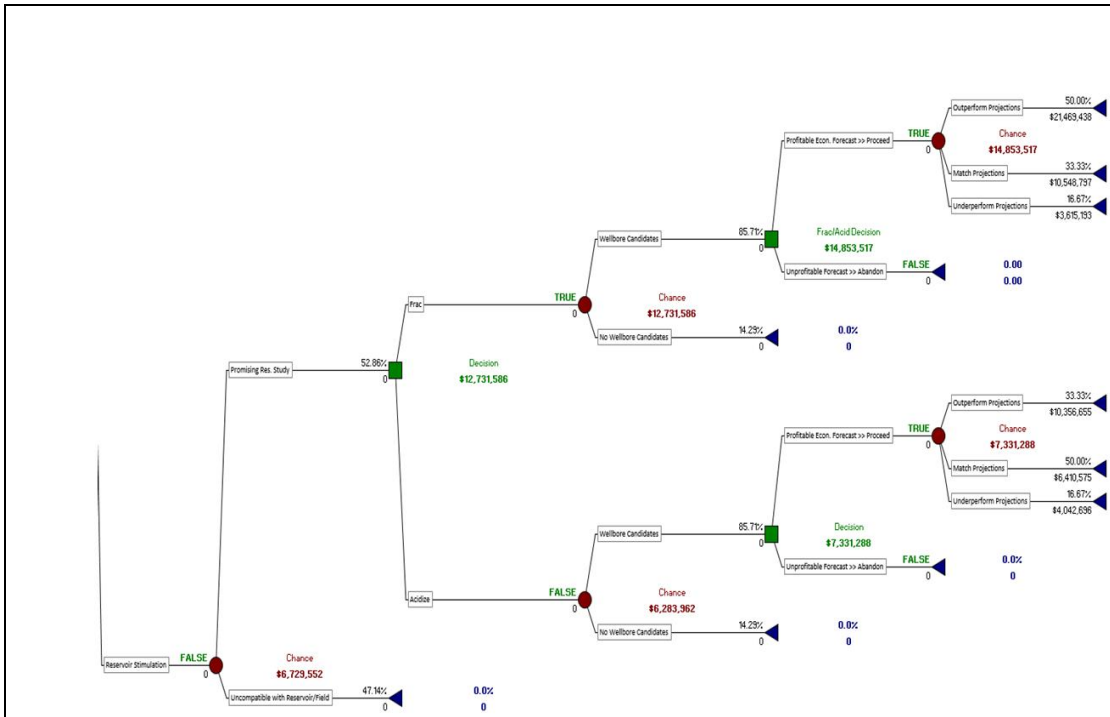 50.00%
Outperform Projections
$21,469,438
TRUE
Chance
Profitable Econ. Forecast >> Proceed
0
$14,853,517
33.33%
Match Projections
$10,548,797
16.67%
Underperform Projections
$3,615,193
85.71%
Frac/Acid Decision
Wellbore Candidates
0
$14,853,517
FALSE
0.00
Unprofitable Forecast >> Abandon
0
0.00
TRUE
Chance
Frac
0
$12,731,586
14.29%
0.0%
No Wellbore Candidates
0
0
52.86%
Decision
Promising Res. Study
0
$12,731,586
33.33%
Outperform Projections
$10,356,655
TRUE
Chance
Profitable Econ. Forecast >> Proceed
0
$7,331,288
50.00%
Match Projections
$6,410,575
16.67%
Underperform Projections
$4,042,696
85.71%
Decision
Wellbore Candidates
0
$7,331,288
FALSE
0.0%
Unprofitable Forecast >> Abandon
0
0
FALSE
Chance
Acidize
0
$6,283,962
14.29%
0.0%
No Wellbore Candidates
0
0
FALSE
Chance
Reservoir Stimulation
0
$6,729,552
47.14%
0.0%
Uncompatible with Reservoir/Field
0
0